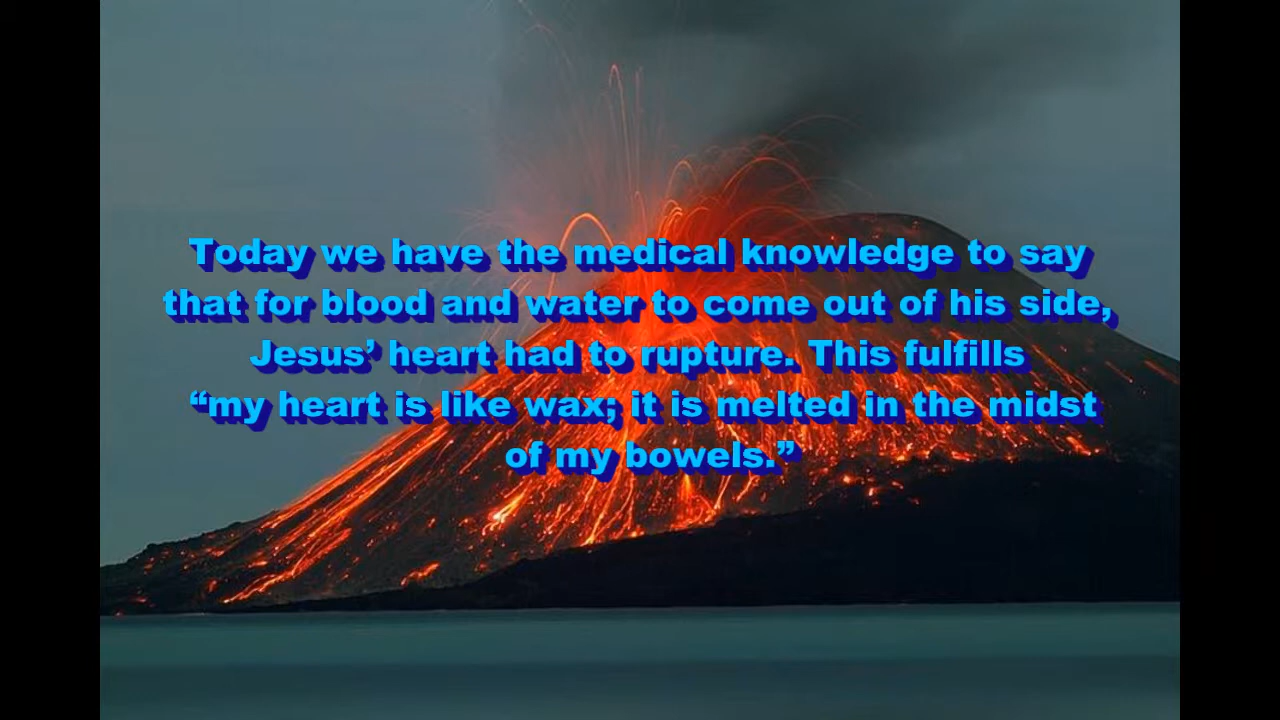 Today we have the medical knowledge to say
that for blood and water to come out of his side,
Jesus’ heart had to rupture. This fulfills
“my heart is like wax; it is melted in the midst
of my bowels.”